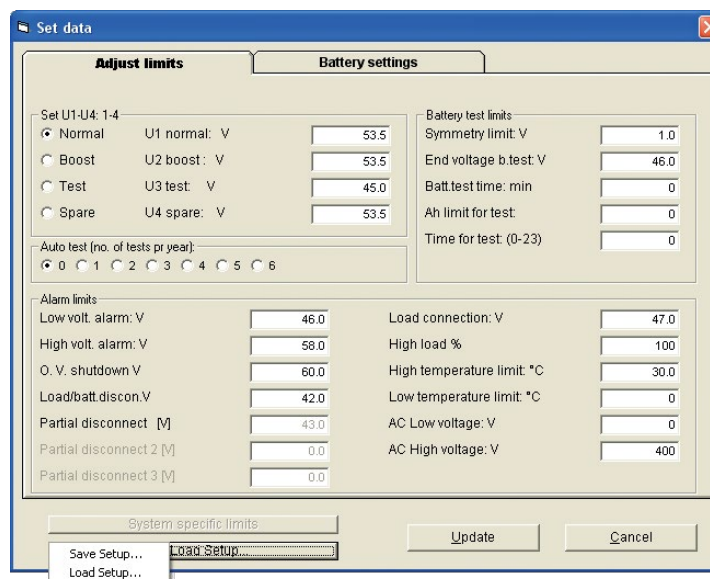 Set data
Adjust limits Battery settings
Set U1-U4: 1-4
Normal U1 normal: V 53.5
Boost U2 boost : V 53.5
Test U3 test: V 45.0
Spare U4 spare: V 53.5
Auto test (no. of tests pr year):
0 1 2 3 4 5 6
Battery test limits
Symmetry limit: V 1.0
End voltage b.test: V 46.0
Batt.test time: min 0
Ah limit for test: 0
Time for test: (0-23) 0
Alarm limits
Low volt. alarm: V 46.0
High volt. alarm: V 58.0
O. V. shutdown V 60.0
Load/batt.discon.V 42.0
Partial disconnect [V] 43.0
Partial disconnect 2 [V] 0.0
Partial disconnect 3 [V] 0.0
Load connection: V 47.0
High load % 100
High temperature limit: °C 30.0
Low temperature limit: °C 0
AC Low voltage: V 0
AC High voltage: V 400
System specific limits
Load Setup...
Save Setup...
Load Setup...
Update Cancel